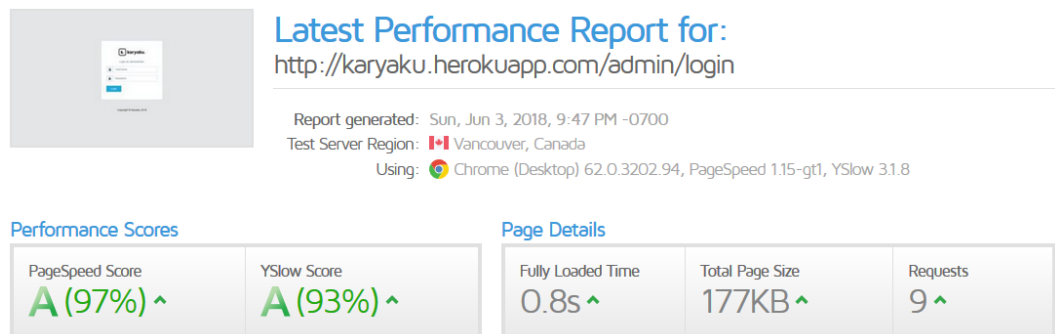 karyaku
Latest Performance Report for:
http://karyaku.herokuapp.com/admin/login
Report generated: Sun, Jun 3, 2018, 9:47 PM -0700
Test Server Region: Vancouver, Canada
Using: Chrome (Desktop) 62.0.3202.94, PageSpeed 1.15-gt1, YSlow 3.1.8
Performance Scores
PageSpeed Score
A (97%)
YSlow Score
A (93%)
Page Details
Fully Loaded Time
0.8s
Total Page Size
177KB
Requests
9